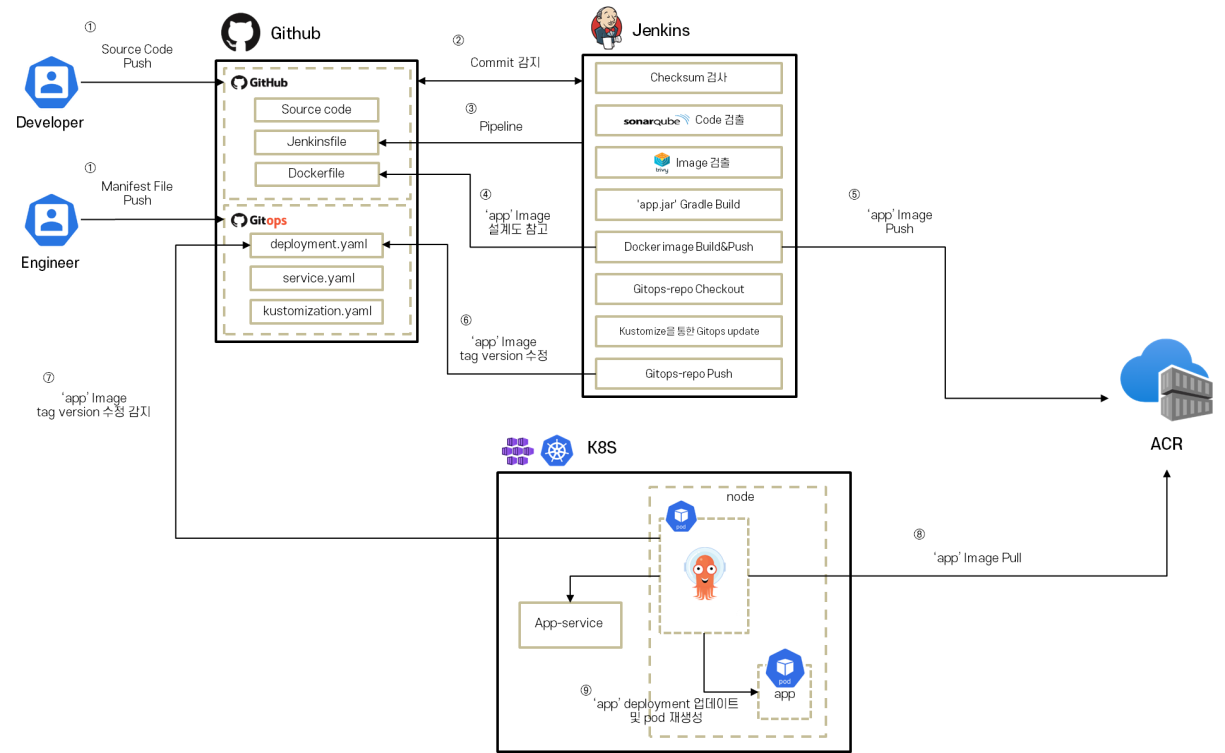 ①
Source Code
Push
Developer
①
Manifest File
Push
Engineer
Github
GitHub
Source code
Jenkinsfile
Dockerfile
Gitops
deployment.yaml
service.yaml
kustomization.yaml
②
Commit 감지
③
Pipeline
④
‘app’ Image
설계도 참고
⑥
‘app’ Image
tag version 수정
Jenkins
Checksum 검사
sonarqube Code 검출
trivy
Image 검출
'app.jar' Gradle Build
Docker image Build&Push
Gitops-repo Checkout
Kustomize을 통한 Gitops update
Gitops-repo Push
⑤
‘app’ Image
Push
ACR
⑦
‘app’ Image
tag version 수정 감지
K8S
node
pod
App-service
⑧
‘app’ Image Pull
pod
app
⑨
‘app’ deployment 업데이트
및 pod 재생성